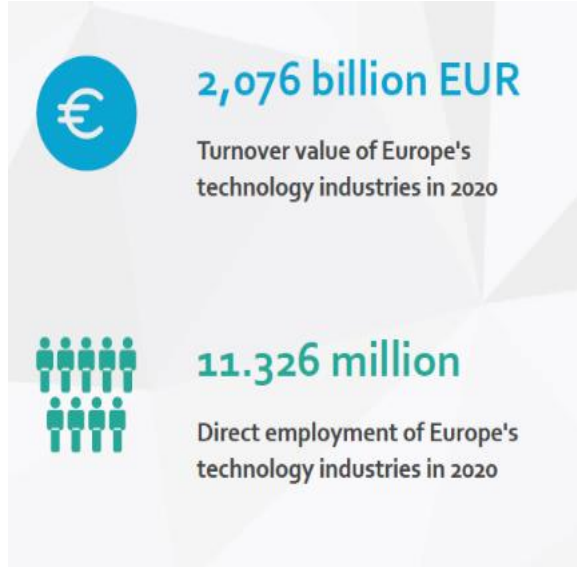 €
2,076 billion EUR
Turnover value of Europe's
technology industries in 2020
11.326 million
Direct employment of Europe's
technology industries in 2020